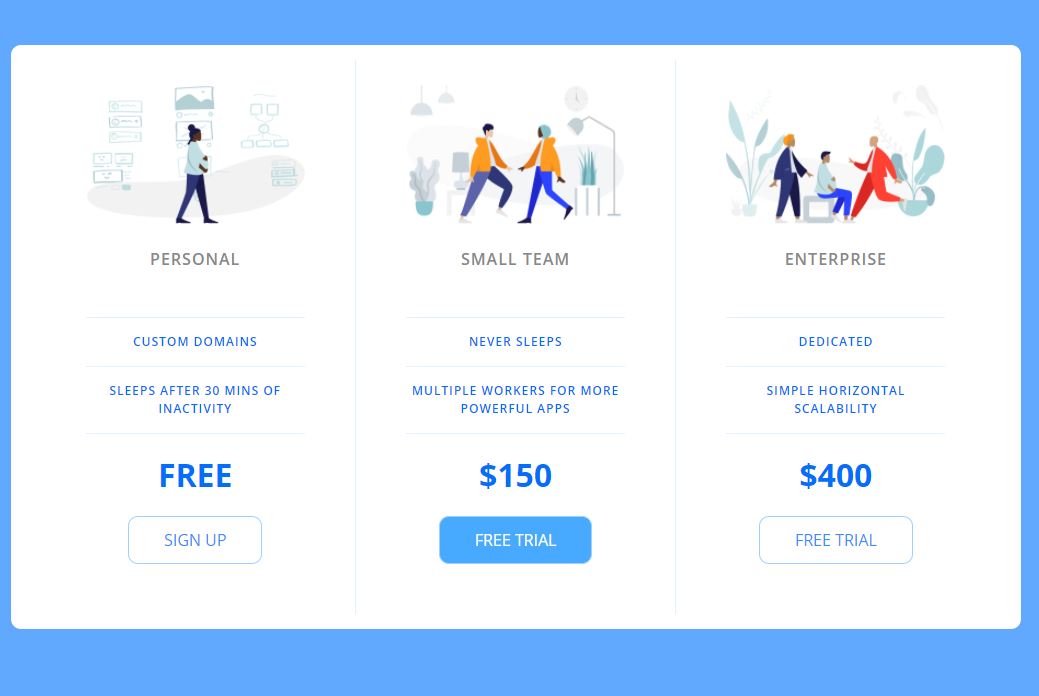 PERSONAL
CUSTOM DOMAINS
SLEEPS AFTER 30 MINS OF
INACTIVITY
FREE
SIGN UP
SMALL TEAM
NEVER SLEEPS
MULTIPLE WORKERS FOR MORE
POWERFUL APPS
$150
FREE TRIAL
ENTERPRISE
DEDICATED
SIMPLE HORIZONTAL
SCALABILITY
$400
FREE TRIAL